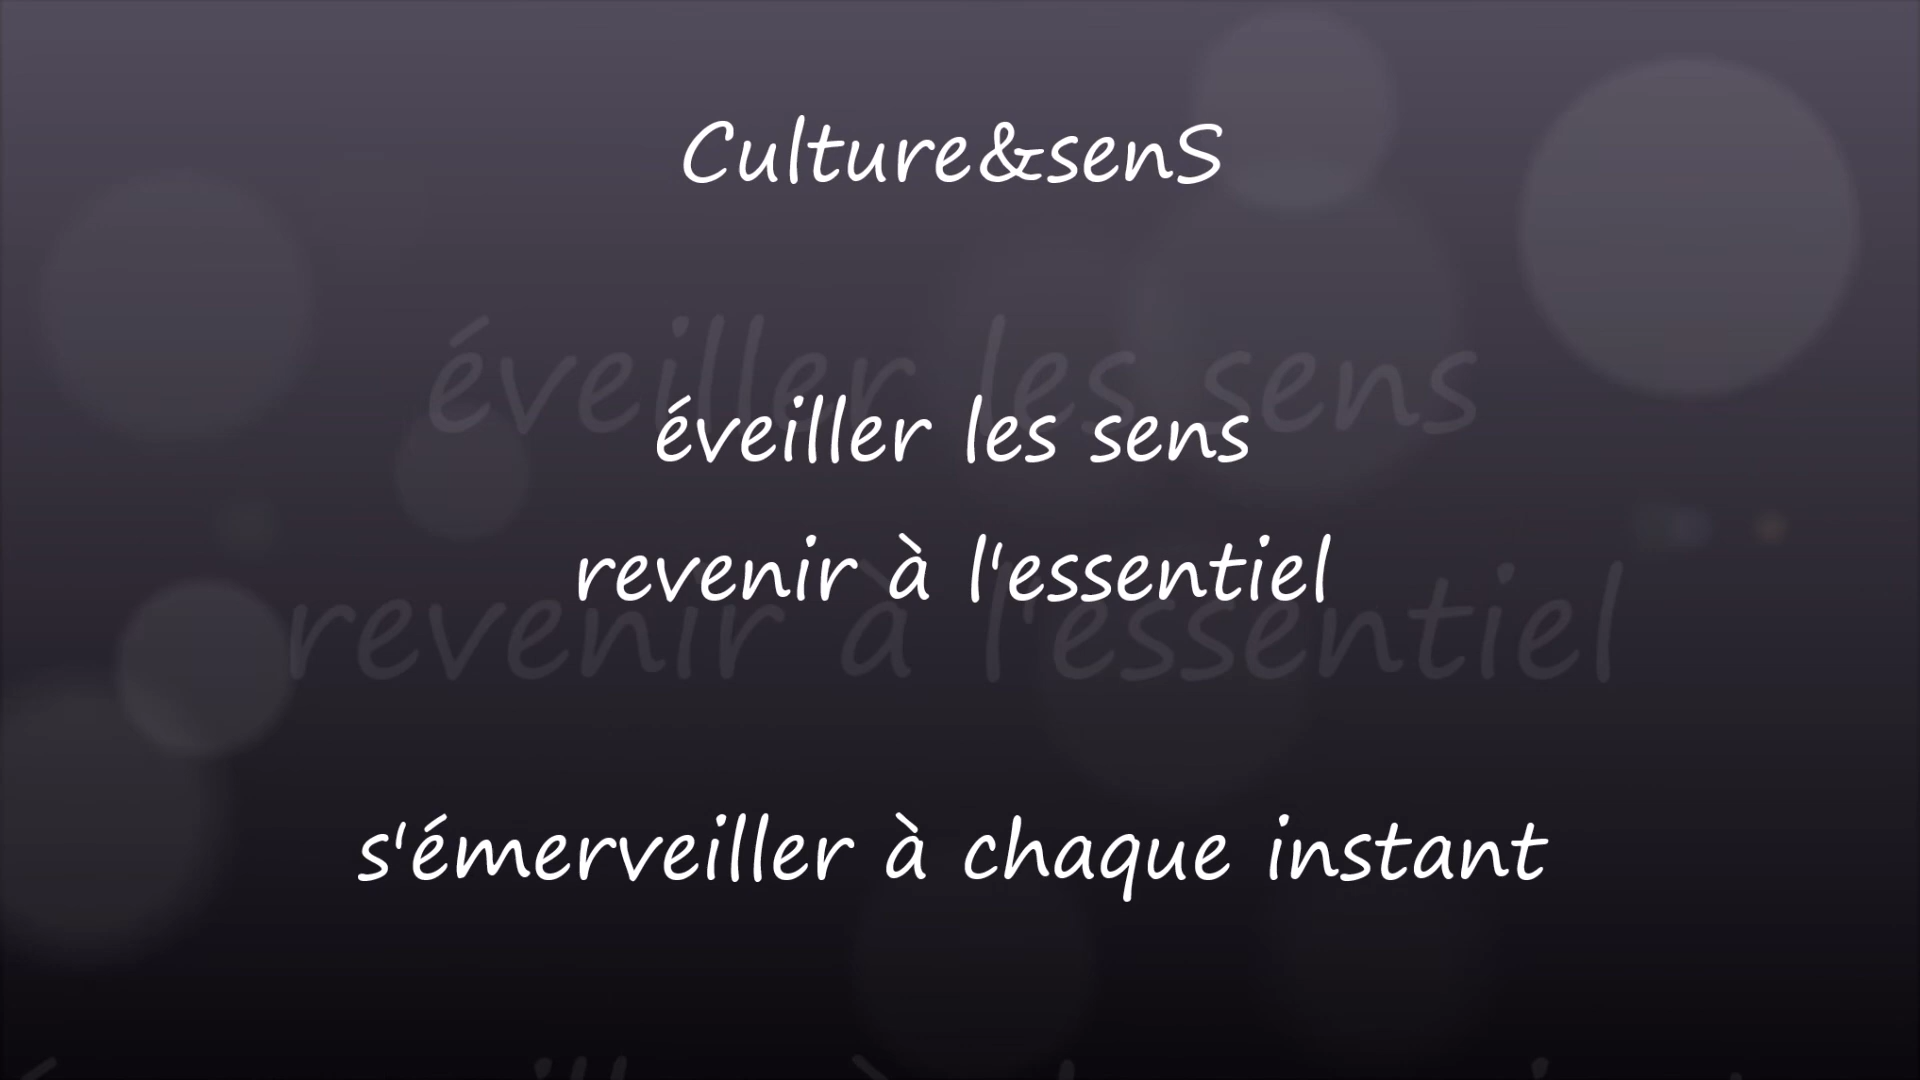 Culture&senS
éveiller les sens
revenir à l'essentiel
s'émerveiller à chaque instant